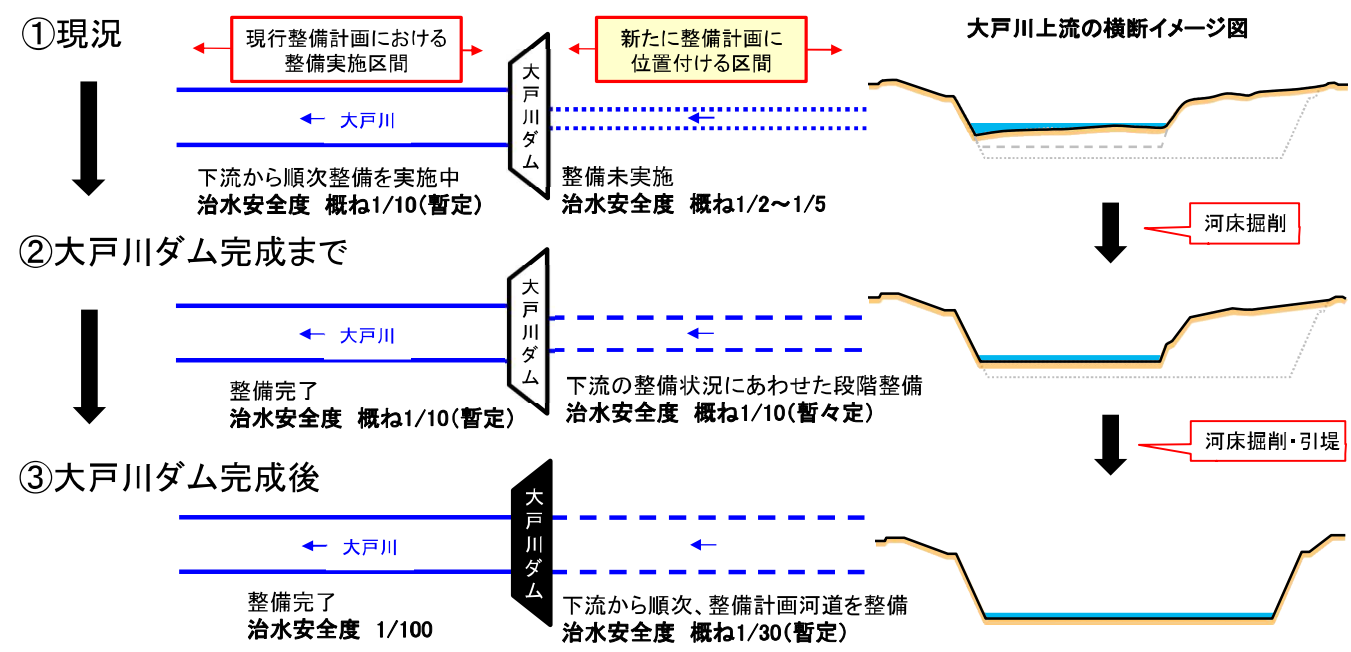 ①現況
現行整備計画における
整備実施区間
大戸川ダム
新たに整備計画に
位置付ける区間
大戸川上流の横断イメージ図
← 大戸川
←
下流から順次整備を実施中
治水安全度 概ね1/10(暫定)
整備未実施
治水安全度 概ね1/2～1/5
河床掘削
②大戸川ダム完成まで
大戸川ダム
← 大戸川
←
整備完了
治水安全度 概ね1/10(暫定)
下流の整備状況にあわせた段階整備
治水安全度 概ね1/10(暫々定)
河床掘削・引堤
③大戸川ダム完成後
大戸川ダム
← 大戸川
←
整備完了
治水安全度 1/100
下流から順次、整備計画河道を整備
治水安全度 概ね1/30(暫定)